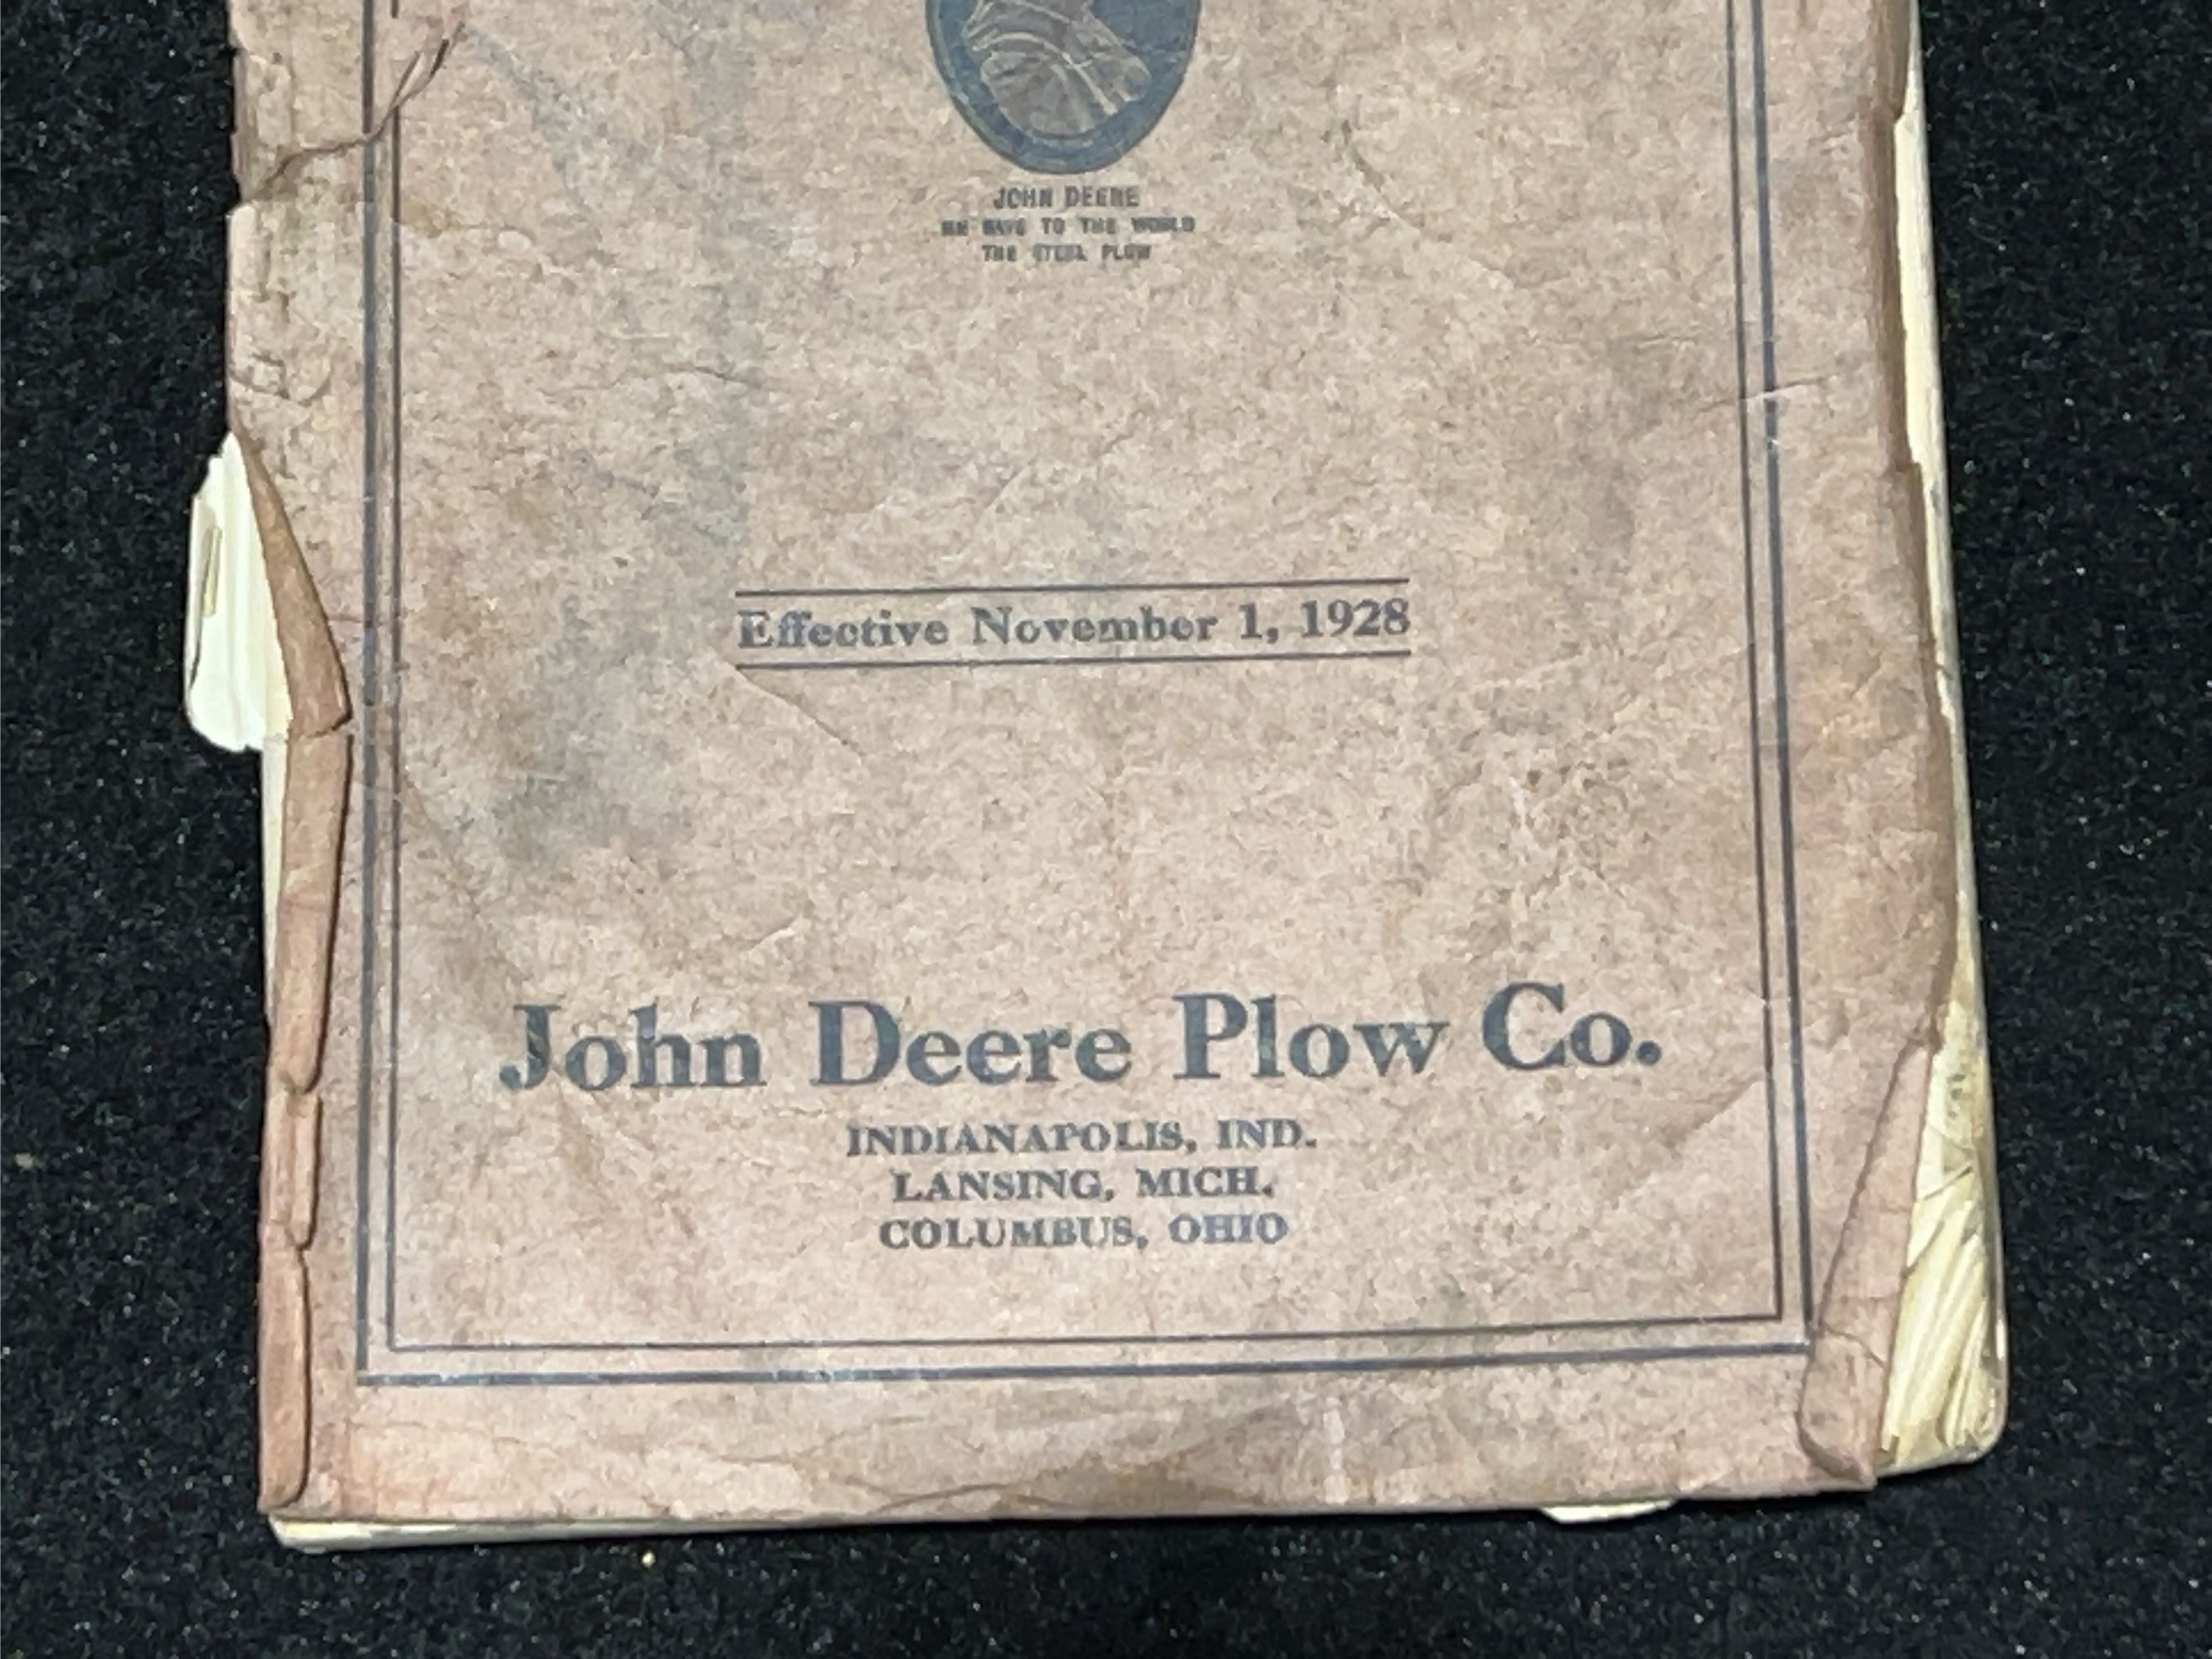 JOHN DEERE
HE GAVE TO THE WORLD
THE STEEL PLOW
Effective November 1, 1928
John Deere Plow Co.
INDIANAPOLIS, IND.
LANSING, MICH.
COLUMBUS, OHIO